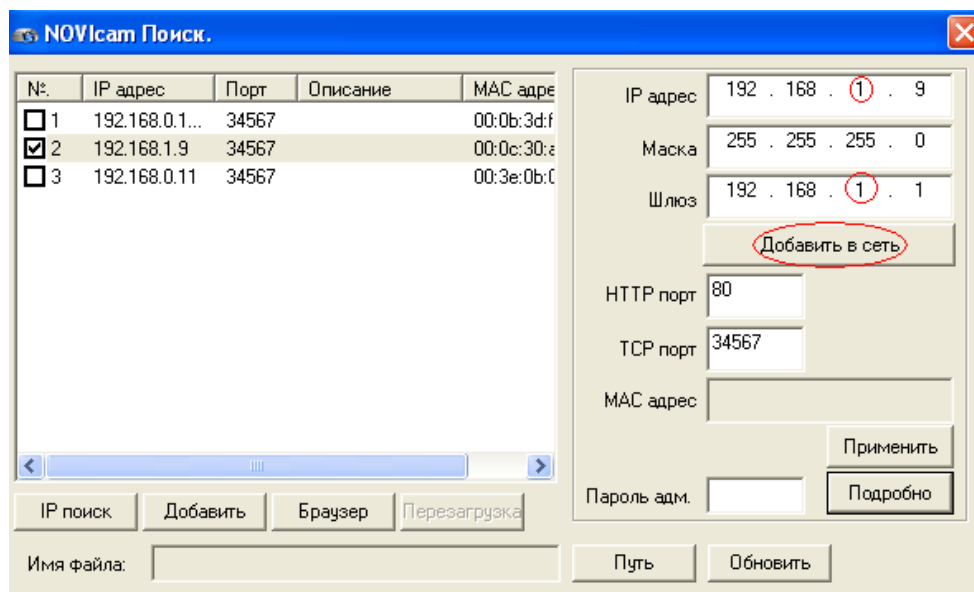 NOVIcam Поиск.
№. IP адрес Порт Описание MAC адре
1 192.168.0.1... 34567 00:0b:3d:f
2 192.168.1.9 34567 00:0c:30:a
3 192.168.0.11 34567 00:3e:0b:0
IP поиск Добавить Браузер Перезагрузка
Имя файла:
IP адрес 192 . 168 . 1 . 9
Маска 255 . 255 . 255 . 0
Шлюз 192 . 168 . 1 . 1
Добавить в сеть
HTTP порт 80
TCP порт 34567
MAC адрес
Применить
Пароль адм. Подробно
Путь Обновить